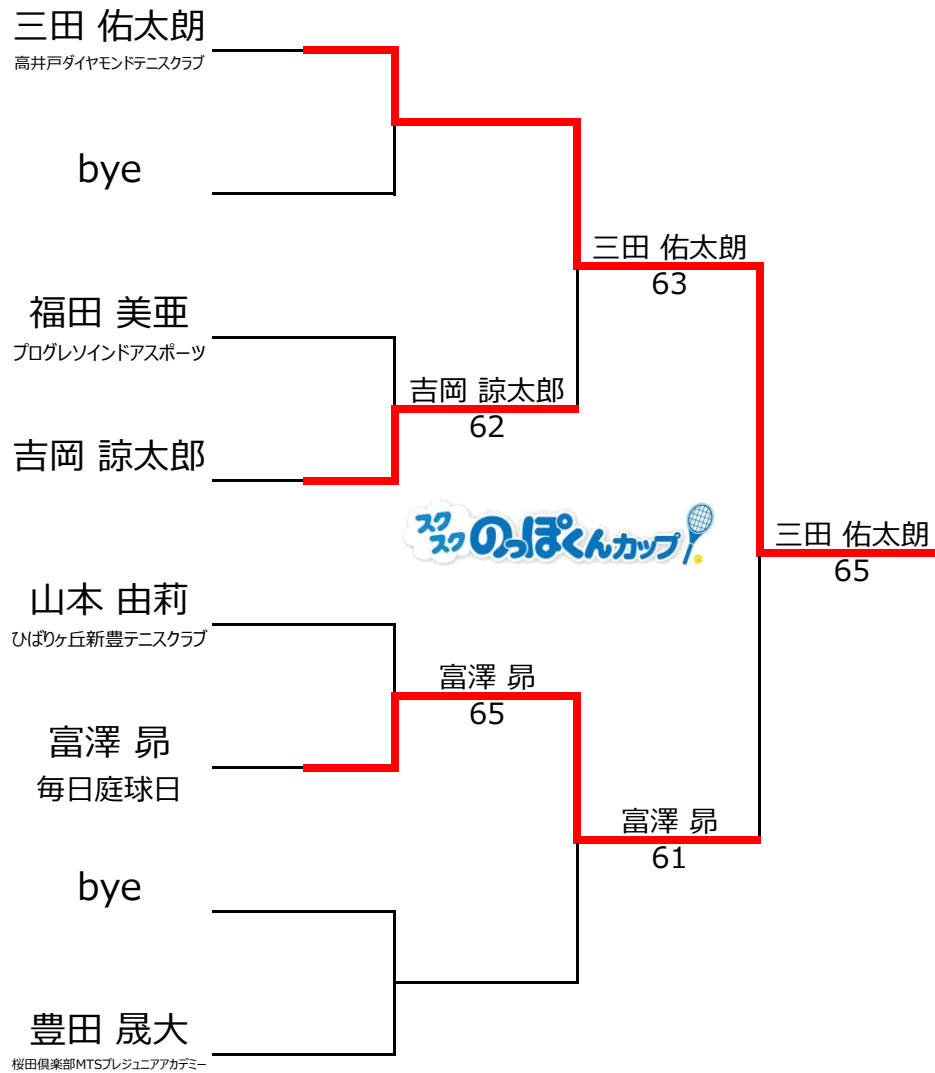 三田 佑太朗
高井戸ダイヤモンドテニスクラブ
bye
三田 佑太朗
63
福田 美亜
プログレソインドアスポーツ
吉岡 諒太郎
62
吉岡 諒太郎
スクスク のっぽくんカップ
三田 佑太朗
65
山本 由莉
ひばりヶ丘新豊テニスクラブ
富澤 昴
65
富澤 昴
毎日庭球日
富澤 昴
61
bye
豊田 晟大
桜田倶楽部MTSプレジュニアアカデミー